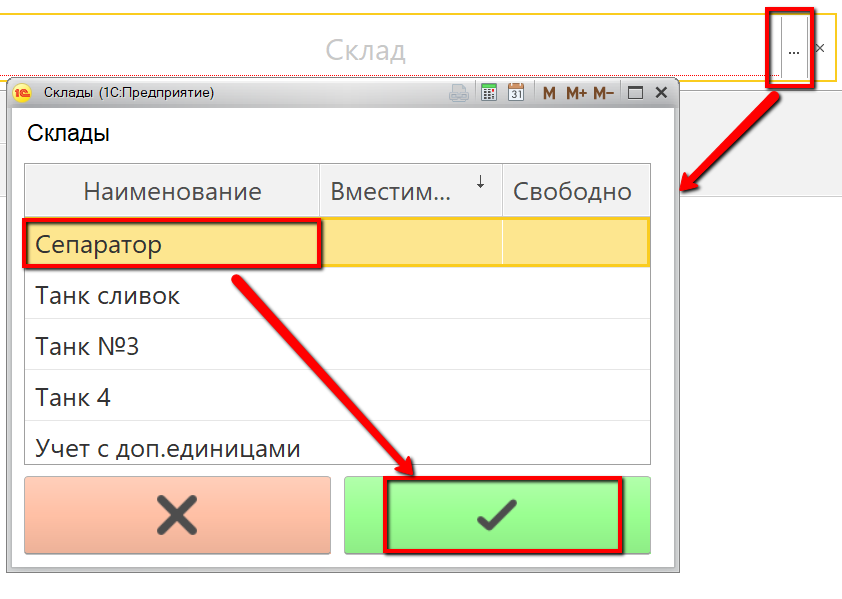 Склад
...
Склады (1С:Предприятие)
31 M M+ M−
Склады
Наименование Вместим... Свободно
Сепаратор
Танк сливок
Танк №3
Танк 4
Учет с доп.единицами